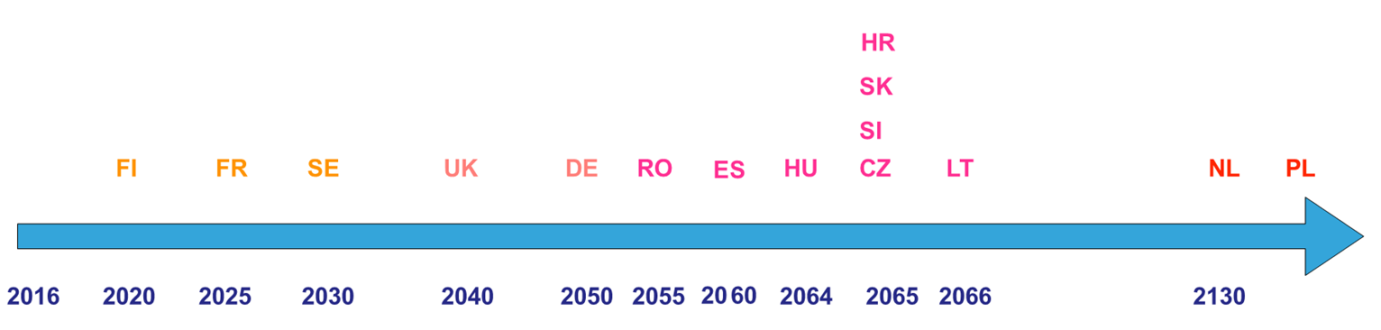 HR
SK
SI
FI FR SE UK DE RO ES HU CZ LT NL PL
2016 2020 2025 2030 2040 2050 2055 2060 2064 2065 2066 2130